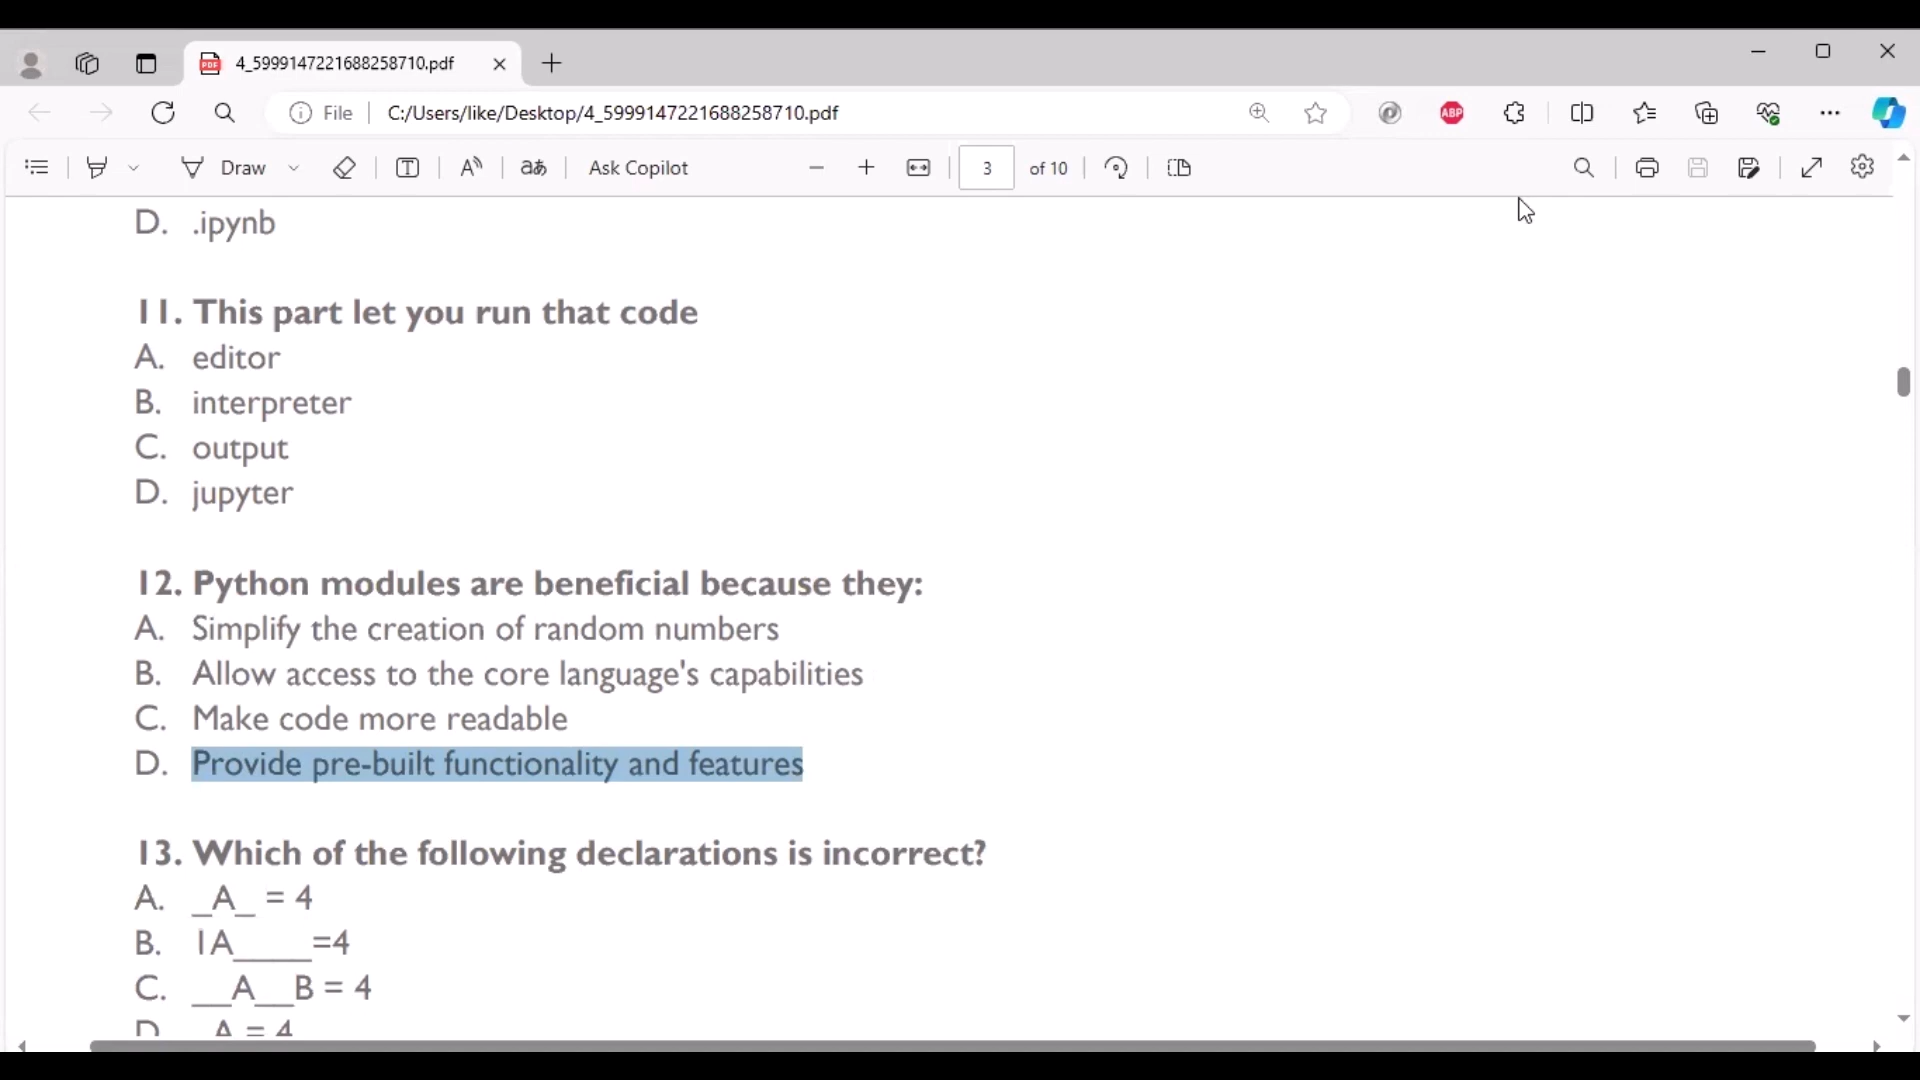 4_5999147221688258710.pdf
File
C:/Users/like/Desktop/4_5999147221688258710.pdf
ABP
Draw
Ask Copilot
3 of 10
D. .ipynb
11. This part let you run that code
A. editor
B. interpreter
C. output
D. jupyter
12. Python modules are beneficial because they:
A. Simplify the creation of random numbers
B. Allow access to the core language's capabilities
C. Make code more readable
D. Provide pre-built functionality and features
13. Which of the following declarations is incorrect?
A. _A_ = 4
B. 1A____=4
C. __A__B = 4
D. _A = 4